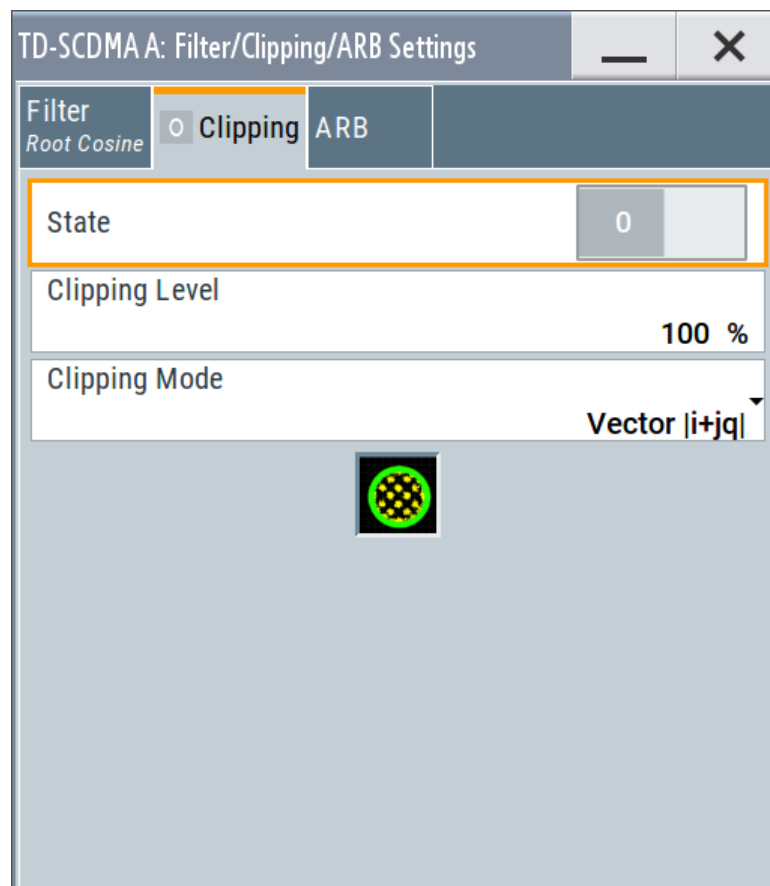 TD-SCDMA A: Filter/Clipping/ARB Settings
Filter
Root Cosine
0 Clipping
ARB
State
0
Clipping Level
100 %
Clipping Mode
Vector |i+jq|